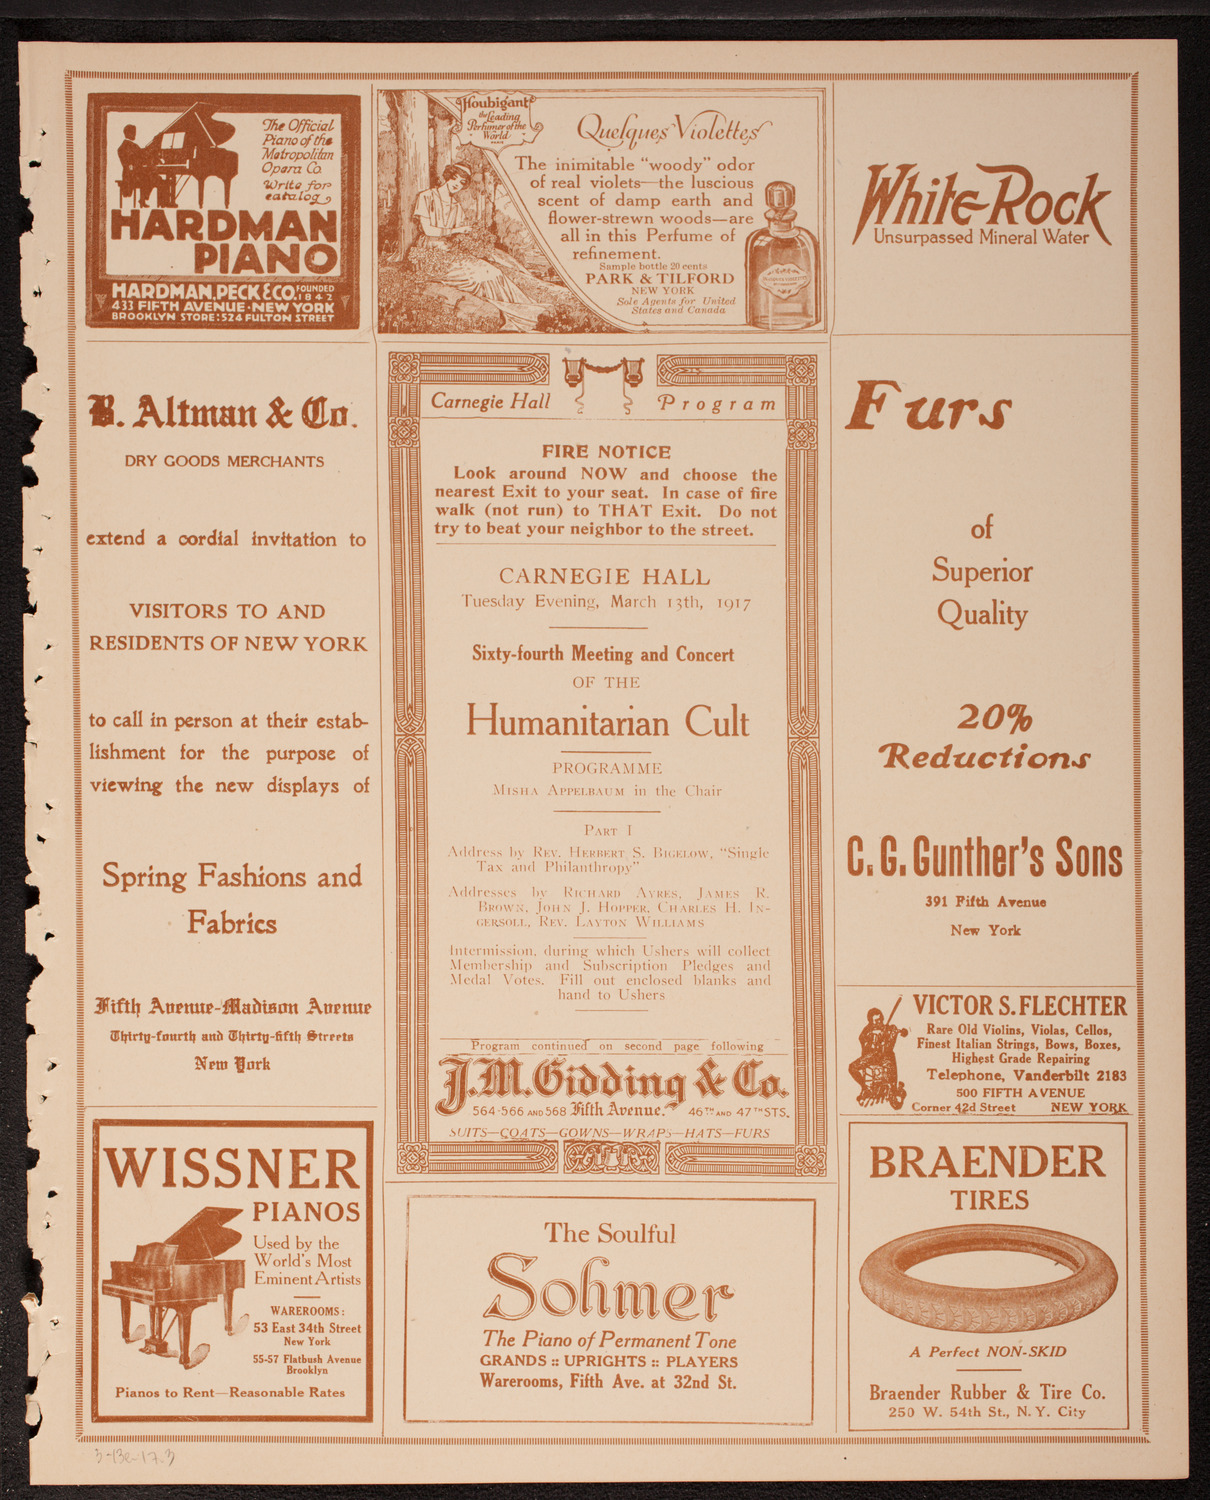 The Official
Piano of the
Metropolitan
Opera Co.
Write for
catalog
HARDMAN
PIANO
HARDMAN, PECK & CO. FOUNDED 1842
433 FIFTH AVENUE · NEW YORK
BROOKLYN STORE: 524 FULTON STREET
Houbigant
the Leading
Perfumer of the
World
PARIS
Quelques Violettes
The inimitable "woody" odor
of real violets—the luscious
scent of damp earth and
flower-strewn woods—are
all in this Perfume of
refinement.
Sample bottle 20 cents
PARK & TILFORD
NEW YORK
Sole Agents for United
States and Canada
White Rock
Unsurpassed Mineral Water
B. Altman & Co.
DRY GOODS MERCHANTS
extend a cordial invitation to
VISITORS TO AND
RESIDENTS OF NEW YORK
to call in person at their estab-
lishment for the purpose of
viewing the new displays of
Spring Fashions and
Fabrics
Fifth Avenue-Madison Avenue
Thirty-fourth and Thirty-fifth Streets
New York
WISSNER
PIANOS
Used by the
World's Most
Eminent Artists
WAREROOMS:
53 East 34th Street
New York
55-57 Flatbush Avenue
Brooklyn
Pianos to Rent—Reasonable Rates
Carnegie Hall Program
FIRE NOTICE
Look around NOW and choose the
nearest Exit to your seat. In case of fire
walk (not run) to THAT Exit. Do not
try to beat your neighbor to the street.
CARNEGIE HALL
Tuesday Evening, March 13th, 1917
Sixty-fourth Meeting and Concert
OF THE
Humanitarian Cult
PROGRAMME
MISHA APPELBAUM in the Chair
PART I
Address by REV. HERBERT S. BIGELOW, "Single
Tax and Philanthropy"
Addresses by RICHARD AYRES, JAMES R.
BROWN, JOHN J. HOPPER, CHARLES H. IN-
GERSOLL, REV. LAYTON WILLIAMS
Intermission, during which Ushers will collect
Membership and Subscription Pledges and
Medal Votes. Fill out enclosed blanks and
hand to Ushers
Program continued on second page following
J. M. Gidding & Co.
564-566 AND 568 Fifth Avenue. 46TH AND 47TH STS.
SUITS—COATS—GOWNS—WRAPS—HATS—FURS
The Soulful
Sohmer
The Piano of Permanent Tone
GRANDS :: UPRIGHTS :: PLAYERS
Warerooms, Fifth Ave. at 32nd St.
Furs
of
Superior
Quality
20%
Reductions
C. G. Gunther's Sons
391 Fifth Avenue
New York
VICTOR S. FLECHTER
Rare Old Violins, Violas, Cellos,
Finest Italian Strings, Bows, Boxes,
Highest Grade Repairing
Telephone, Vanderbilt 2183
500 FIFTH AVENUE
Corner 42d Street NEW YORK
BRAENDER
TIRES
A Perfect NON-SKID
Braender Rubber & Tire Co.
250 W. 54th St., N. Y. City
3-13e-17.3